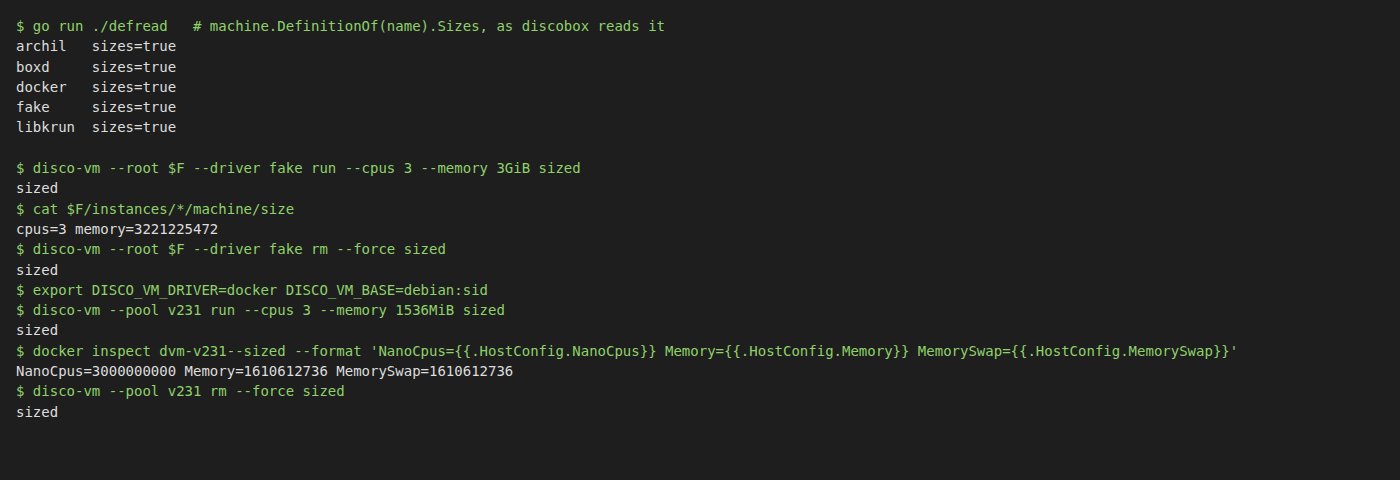 $ go run ./defread   # machine.DefinitionOf(name).Sizes, as discobox reads it
archil   sizes=true
boxd     sizes=true
docker   sizes=true
fake     sizes=true
libkrun  sizes=true
$ disco-vm --root $F --driver fake run --cpus 3 --memory 3GiB sized
sized
$ cat $F/instances/*/machine/size
cpus=3 memory=3221225472
$ disco-vm --root $F --driver fake rm --force sized
sized
$ export DISCO_VM_DRIVER=docker DISCO_VM_BASE=debian:sid
$ disco-vm --pool v231 run --cpus 3 --memory 1536MiB sized
sized
$ docker inspect dvm-v231--sized --format 'NanoCpus={{.HostConfig.NanoCpus}} Memory={{.HostConfig.Memory}} MemorySwap={{.HostConfig.MemorySwap}}'
NanoCpus=3000000000 Memory=1610612736 MemorySwap=1610612736
$ disco-vm --pool v231 rm --force sized
sized